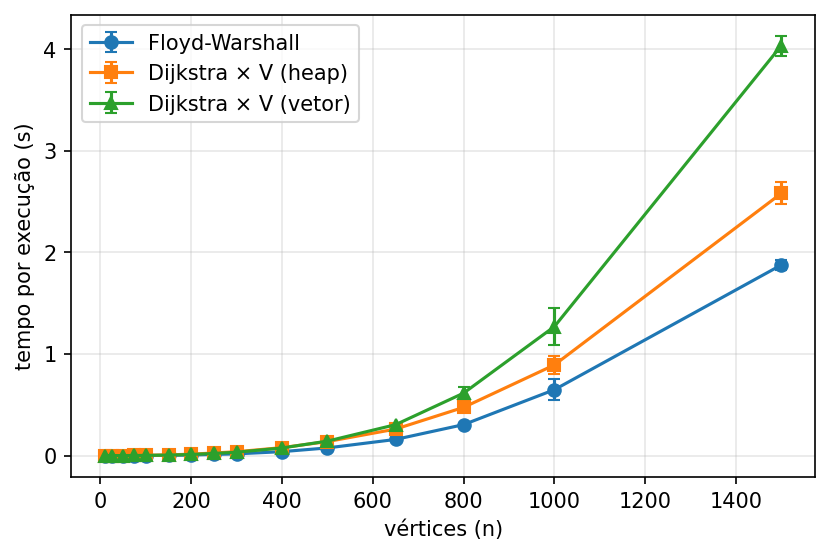 Floyd-Warshall
Dijkstra × V (heap)
Dijkstra × V (vetor)
tempo por execução (s)
4
3
2
1
0
0 200 400 600 800 1000 1200 1400
vértices (n)